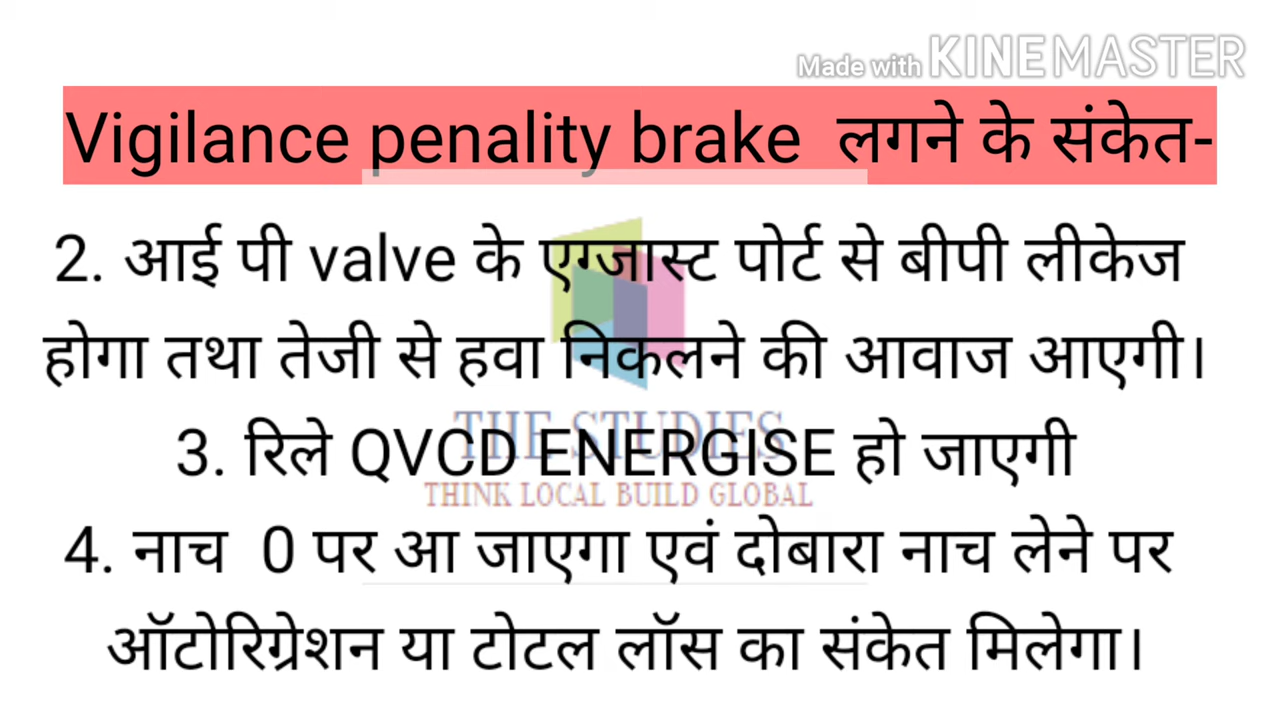 Made with KINEMASTER
Vigilance penality brake लगने के संकेत-
2. आई पी valve के एग्जास्ट पोर्ट से बीपी लीकेज
होगा तथा तेजी से हवा निकलने की आवाज आएगी।
THE STUDIES
3. रिले QVCD ENERGISE हो जाएगी
THINK LOCAL BUILD GLOBAL
4. नाच 0 पर आ जाएगा एवं दोबारा नाच लेने पर
ऑटोरिग्रेशन या टोटल लॉस का संकेत मिलेगा।